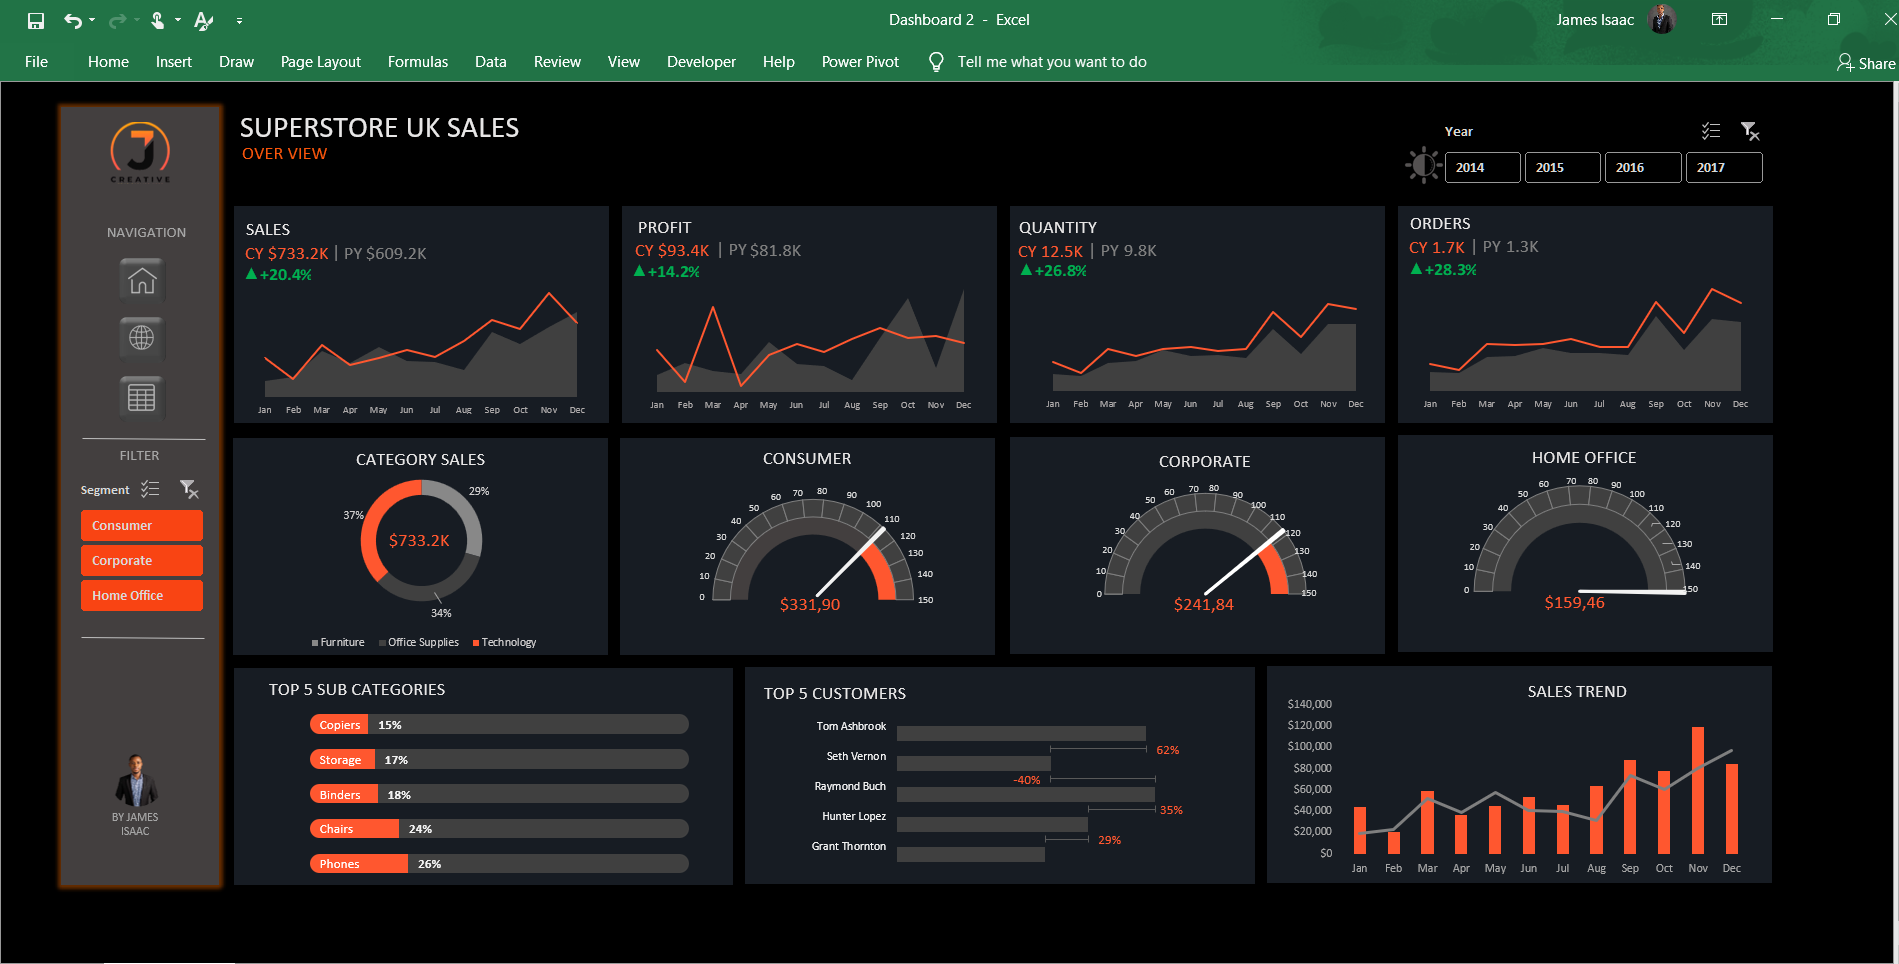 Dashboard 2 - Excel
James Isaac
File Home Insert Draw Page Layout Formulas Data Review View Developer Help Power Pivot Tell me what you want to do
Share
J
CREATIVE
SUPERSTORE UK SALES
OVER VIEW
Year
2014 2015 2016 2017
NAVIGATION
FILTER
Segment
Consumer
Corporate
Home Office
BY JAMES
ISAAC
SALES
CY $733.2K | PY $609.2K
▲+20.4%
Jan Feb Mar Apr May Jun Jul Aug Sep Oct Nov Dec
PROFIT
CY $93.4K | PY $81.8K
▲+14.2%
Jan Feb Mar Apr May Jun Jul Aug Sep Oct Nov Dec
QUANTITY
CY 12.5K | PY 9.8K
▲+26.8%
Jan Feb Mar Apr May Jun Jul Aug Sep Oct Nov Dec
ORDERS
CY 1.7K | PY 1.3K
▲+28.3%
Jan Feb Mar Apr May Jun Jul Aug Sep Oct Nov Dec
CATEGORY SALES
29%
37%
$733.2K
34%
Furniture Office Supplies Technology
CONSUMER
0 10 20 30 40 50 60 70 80 90 100 110 120 130 140 150
$331,90
CORPORATE
0 10 20 30 40 50 60 70 80 90 100 110 120 130 140 150
$241,84
HOME OFFICE
0 10 20 30 40 50 60 70 80 90 100 110 120 130 140 150
$159,46
TOP 5 SUB CATEGORIES
Copiers 15%
Storage 17%
Binders 18%
Chairs 24%
Phones 26%
TOP 5 CUSTOMERS
Tom Ashbrook
62%
Seth Vernon
-40%
Raymond Buch
35%
Hunter Lopez
29%
Grant Thornton
SALES TREND
$140,000
$120,000
$100,000
$80,000
$60,000
$40,000
$20,000
$0
Jan Feb Mar Apr May Jun Jul Aug Sep Oct Nov Dec